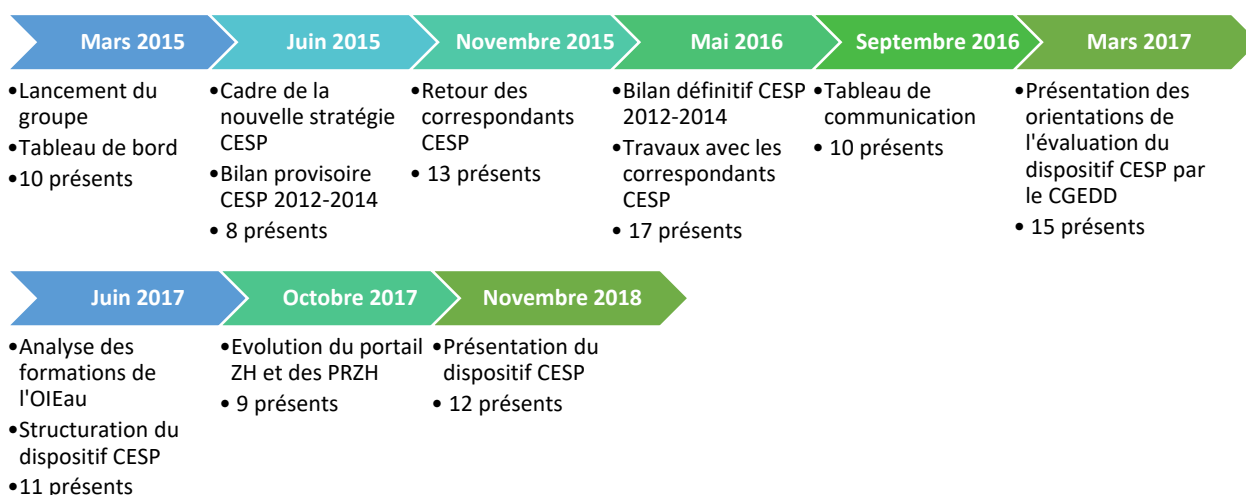 Mars 2015
•Lancement du
groupe
•Tableau de bord
•10 présents
Juin 2015
•Cadre de la
nouvelle stratégie
CESP
•Bilan provisoire
CESP 2012-2014
• 8 présents
Novembre 2015
•Retour des
correspondants
CESP
• 13 présents
Mai 2016
•Bilan définitif CESP
2012-2014
•Travaux avec les
correspondants
CESP
• 17 présents
Septembre 2016
•Tableau de
communication
• 10 présents
Mars 2017
•Présentation des
orientations de
l'évaluation du
dispositif CESP par
le CGEDD
• 15 présents
Juin 2017
•Analyse des
formations de
l'OIEau
•Structuration du
dispositif CESP
•11 présents
Octobre 2017
•Evolution du portail
ZH et des PRZH
• 9 présents
Novembre 2018
•Présentation du
dispositif CESP
• 12 présents